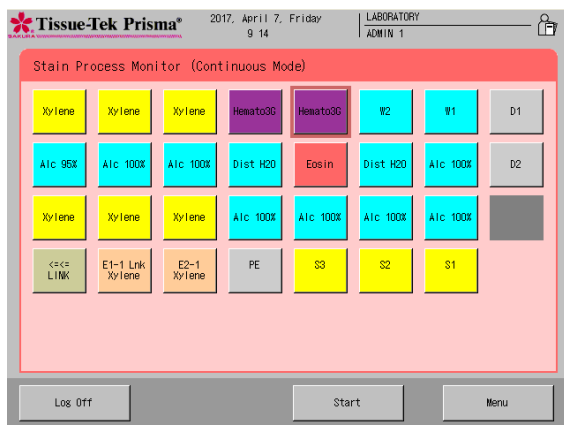 SAKURA Tissue-Tek Prisma® 2017, April 7, Friday LABORATORY
9 14 ADMIN 1
Stain Process Monitor (Continuous Mode)
Xylene Xylene Xylene Hemato3G Hemato3G W2 W1 D1
Alc 95% Alc 100% Alc 100% Dist H2O Eosin Dist H2O Alc 100% D2
Xylene Xylene Xylene Alc 100% Alc 100% Alc 100% Alc 100%
<=<= E1-1 Lnk E2-1 PE S3 S2 S1
LINK Xylene Xylene
Log Off Start Menu